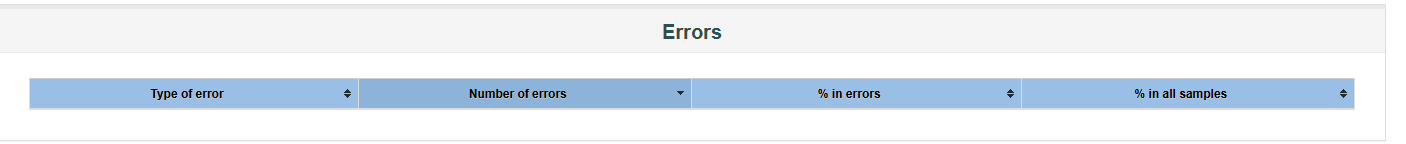 Errors
Type of error Number of errors % in errors % in all samples